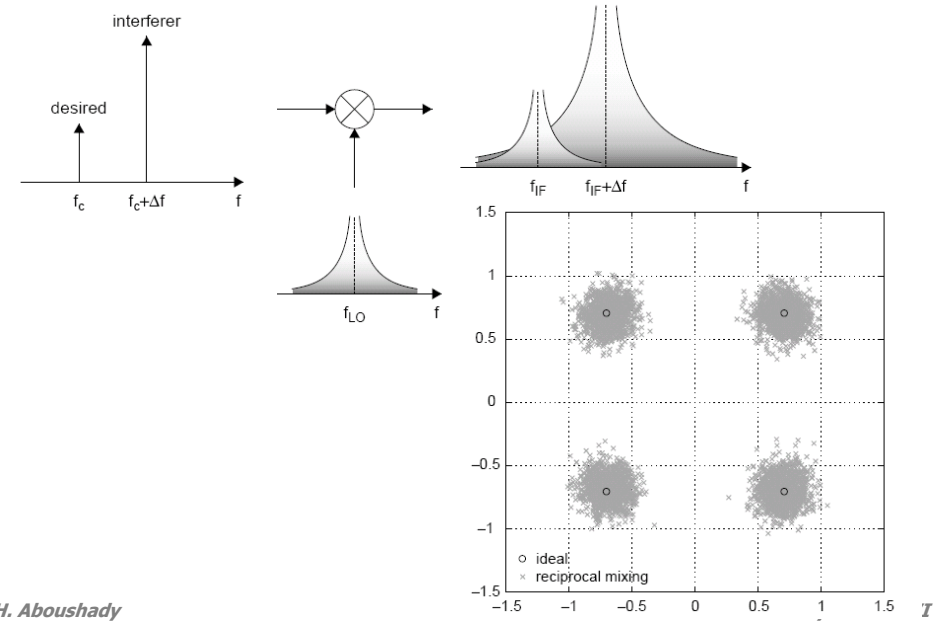 interferer
desired
f_c
f_c+Δf
f
f_LO
f
f_IF
f_IF+Δf
f
1.5
1
0.5
0
−0.5
−1
−1.5
ideal
reciprocal mixing
−1.5
−1
−0.5
0
0.5
1
1.5
H. Aboushady